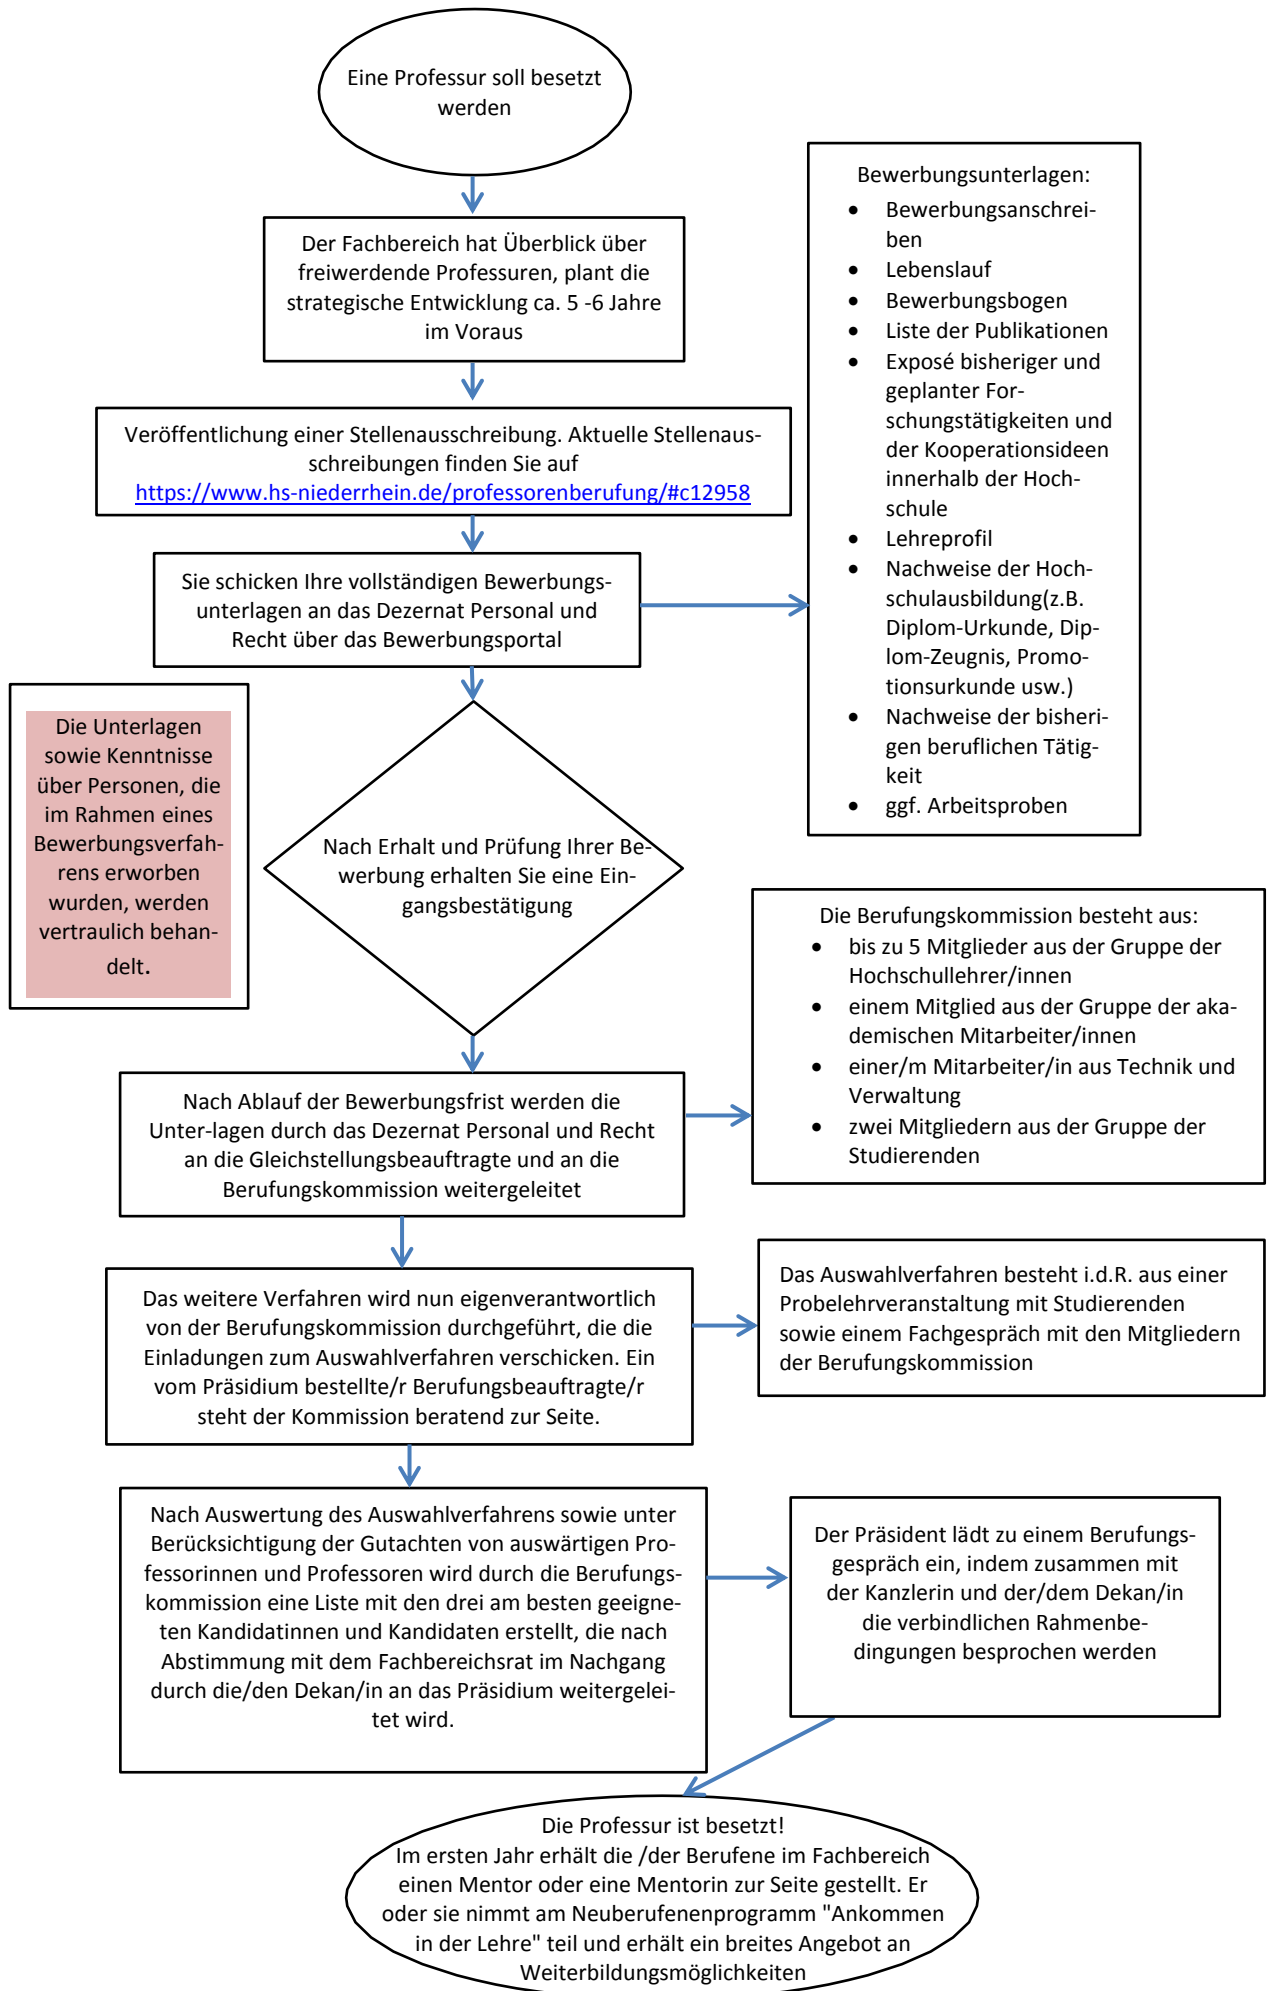 Eine Professur soll besetzt
werden
Der Fachbereich hat Überblick über
freiwerdende Professuren, plant die
strategische Entwicklung ca. 5 -6 Jahre
im Voraus
Veröffentlichung einer Stellenausschreibung. Aktuelle Stellenaus-
schreibungen finden Sie auf
https://www.hs-niederrhein.de/professorenberufung/#c12958
Sie schicken Ihre vollständigen Bewerbungs-
unterlagen an das Dezernat Personal und
Recht über das Bewerbungsportal
Bewerbungsunterlagen:
• Bewerbungsanschrei-
ben
• Lebenslauf
• Bewerbungsbogen
• Liste der Publikationen
• Exposé bisheriger und
geplanter For-
schungstätigkeiten und
der Kooperationsideen
innerhalb der Hoch-
schule
• Lehreprofil
• Nachweise der Hoch-
schulausbildung(z.B.
Diplom-Urkunde, Dip-
lom-Zeugnis, Promo-
tionsurkunde usw.)
• Nachweise der bisheri-
gen beruflichen Tätig-
keit
• ggf. Arbeitsproben
Die Unterlagen
sowie Kenntnisse
über Personen, die
im Rahmen eines
Bewerbungsverfah-
rens erworben
wurden, werden
vertraulich behan-
delt.
Nach Erhalt und Prüfung Ihrer Be-
werbung erhalten Sie eine Ein-
gangsbestätigung
Nach Ablauf der Bewerbungsfrist werden die
Unter-lagen durch das Dezernat Personal und Recht
an die Gleichstellungsbeauftragte und an die
Berufungskommission weitergeleitet
Die Berufungskommission besteht aus:
• bis zu 5 Mitglieder aus der Gruppe der
Hochschullehrer/innen
• einem Mitglied aus der Gruppe der aka-
demischen Mitarbeiter/innen
• einer/m Mitarbeiter/in aus Technik und
Verwaltung
• zwei Mitgliedern aus der Gruppe der
Studierenden
Das weitere Verfahren wird nun eigenverantwortlich
von der Berufungskommission durchgeführt, die die
Einladungen zum Auswahlverfahren verschicken. Ein
vom Präsidium bestellte/r Berufungsbeauftragte/r
steht der Kommission beratend zur Seite.
Das Auswahlverfahren besteht i.d.R. aus einer
Probelehrveranstaltung mit Studierenden
sowie einem Fachgespräch mit den Mitgliedern
der Berufungskommission
Nach Auswertung des Auswahlverfahrens sowie unter
Berücksichtigung der Gutachten von auswärtigen Pro-
fessorinnen und Professoren wird durch die Berufungs-
kommission eine Liste mit den drei am besten geeigne-
ten Kandidatinnen und Kandidaten erstellt, die nach
Abstimmung mit dem Fachbereichsrat im Nachgang
durch die/den Dekan/in an das Präsidium weitergelei-
tet wird.
Der Präsident lädt zu einem Berufungs-
gespräch ein, indem zusammen mit
der Kanzlerin und der/dem Dekan/in
die verbindlichen Rahmenbe-
dingungen besprochen werden
Die Professur ist besetzt!
Im ersten Jahr erhält die /der Berufene im Fachbereich
einen Mentor oder eine Mentorin zur Seite gestellt. Er
oder sie nimmt am Neuberufenenprogramm "Ankommen
in der Lehre" teil und erhält ein breites Angebot an
Weiterbildungsmöglichkeiten